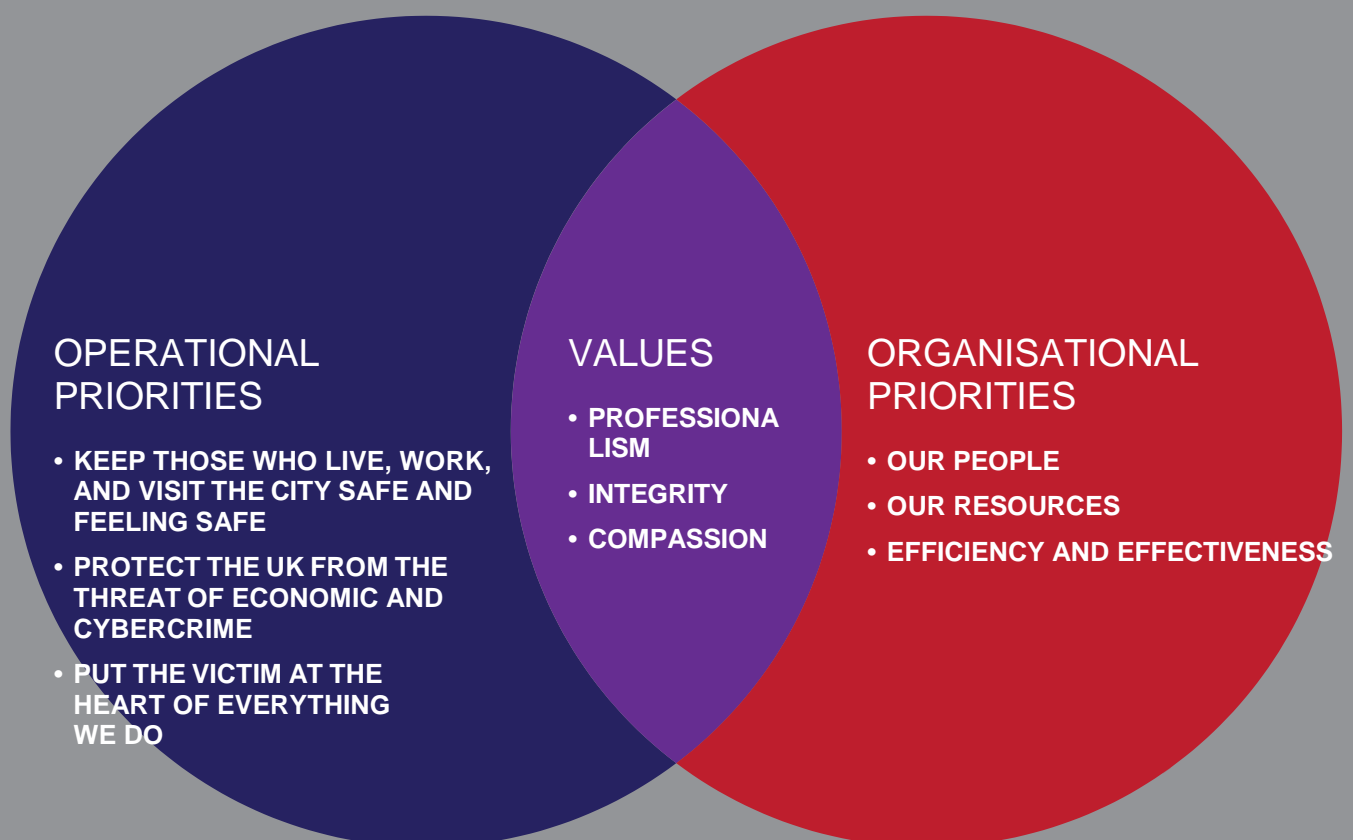 OPERATIONAL
PRIORITIES
• KEEP THOSE WHO LIVE, WORK,
AND VISIT THE CITY SAFE AND
FEELING SAFE
• PROTECT THE UK FROM THE
THREAT OF ECONOMIC AND
CYBERCRIME
• PUT THE VICTIM AT THE
HEART OF EVERYTHING
WE DO
VALUES
• PROFESSIONA
LISM
• INTEGRITY
• COMPASSION
ORGANISATIONAL
PRIORITIES
• OUR PEOPLE
• OUR RESOURCES
• EFFICIENCY AND EFFECTIVENESS